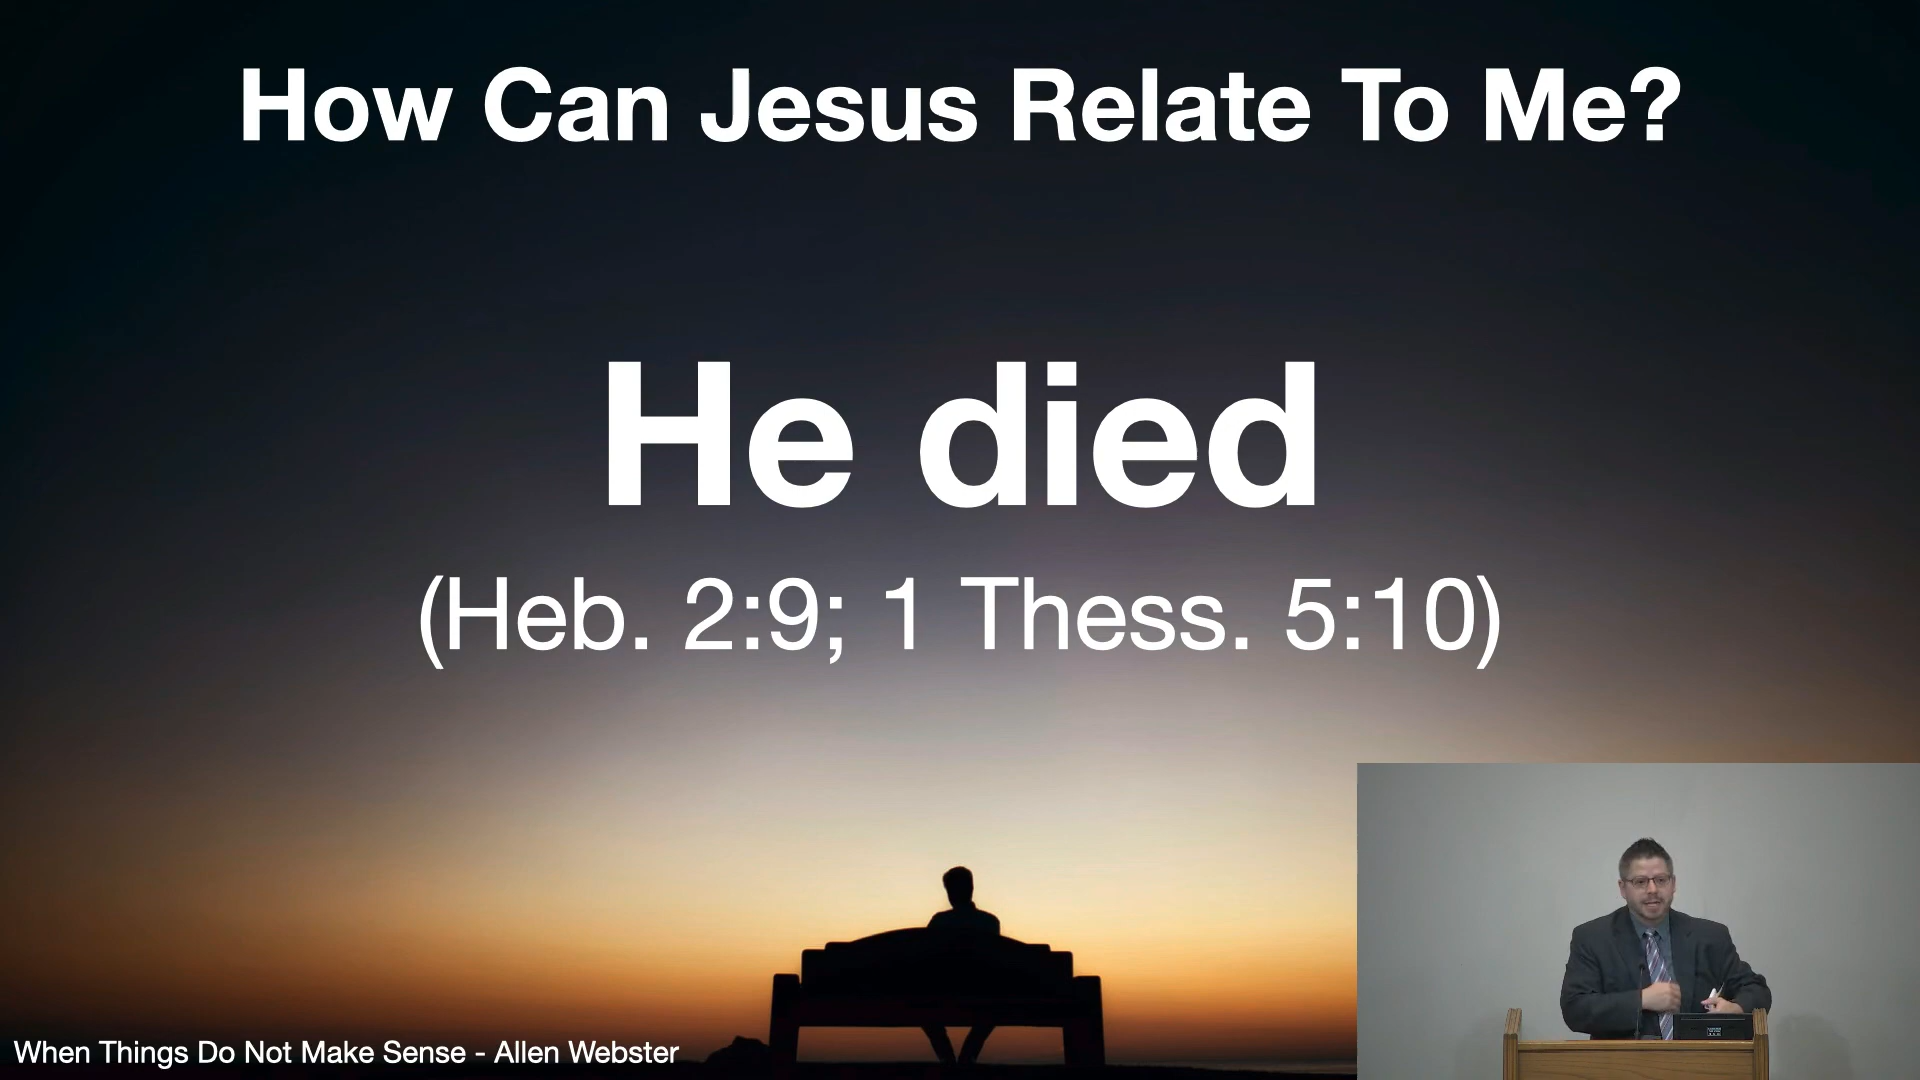 How Can Jesus Relate To Me?
He died
(Heb. 2:9; 1 Thess. 5:10)
When Things Do Not Make Sense - Allen Webster